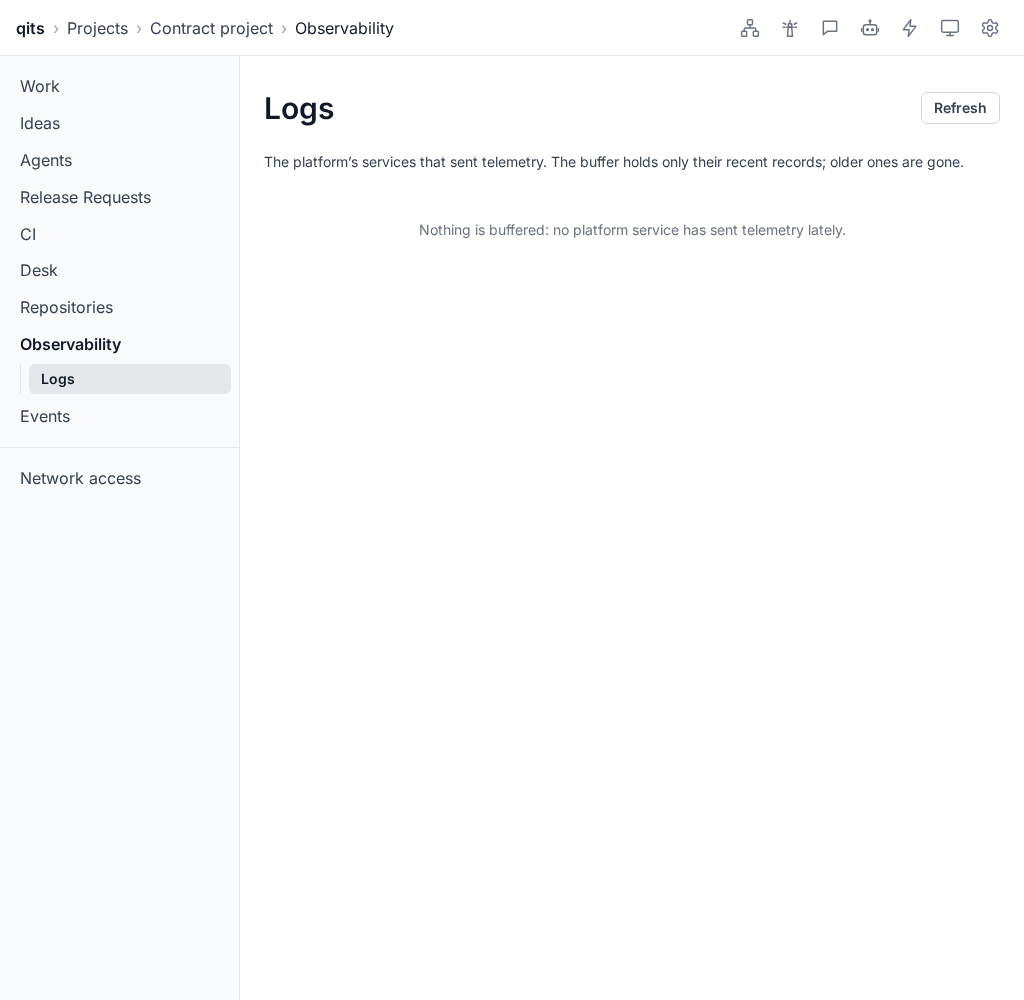 qits › Projects › Contract project › Observability
Work
Ideas
Agents
Release Requests
CI
Desk
Repositories
Observability
Logs
Events
Network access
Logs
Refresh
The platform’s services that sent telemetry. The buffer holds only their recent records; older ones are gone.
Nothing is buffered: no platform service has sent telemetry lately.